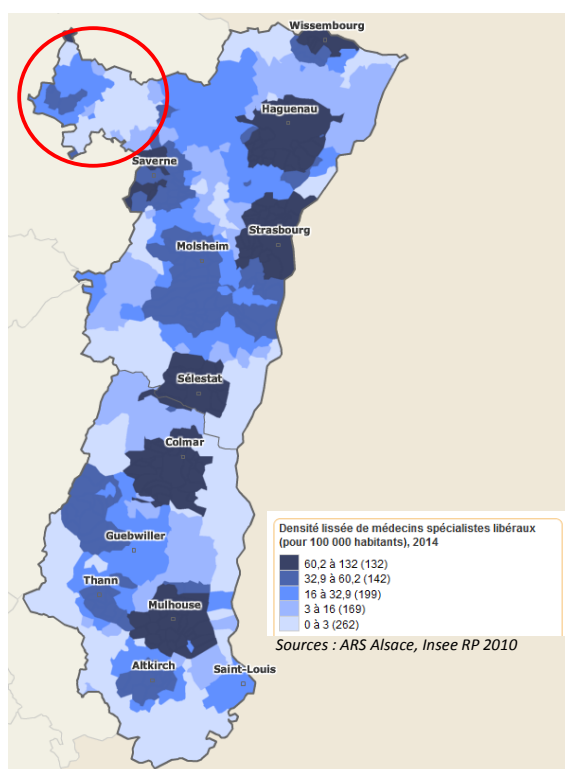 Wissembourg
Haguenau
Saverne
Strasbourg
Molsheim
Sélestat
Colmar
Guebwiller
Thann
Mulhouse
Altkirch
Saint-Louis
Densité lissée de médecins spécialistes libéraux
(pour 100 000 habitants), 2014
60,2 à 132 (132)
32,9 à 60,2 (142)
16 à 32,9 (199)
3 à 16 (169)
0 à 3 (262)
Sources : ARS Alsace, Insee RP 2010